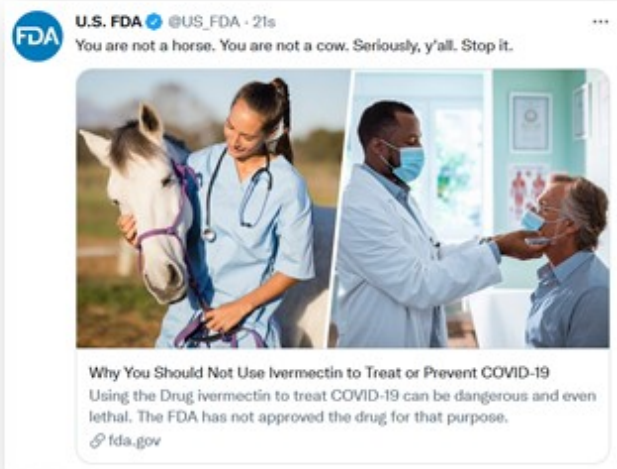 FDA
U.S. FDA @US_FDA · 21s
You are not a horse. You are not a cow. Seriously, y'all. Stop it.
Why You Should Not Use Ivermectin to Treat or Prevent COVID-19
Using the Drug ivermectin to treat COVID-19 can be dangerous and even
lethal. The FDA has not approved the drug for that purpose.
fda.gov